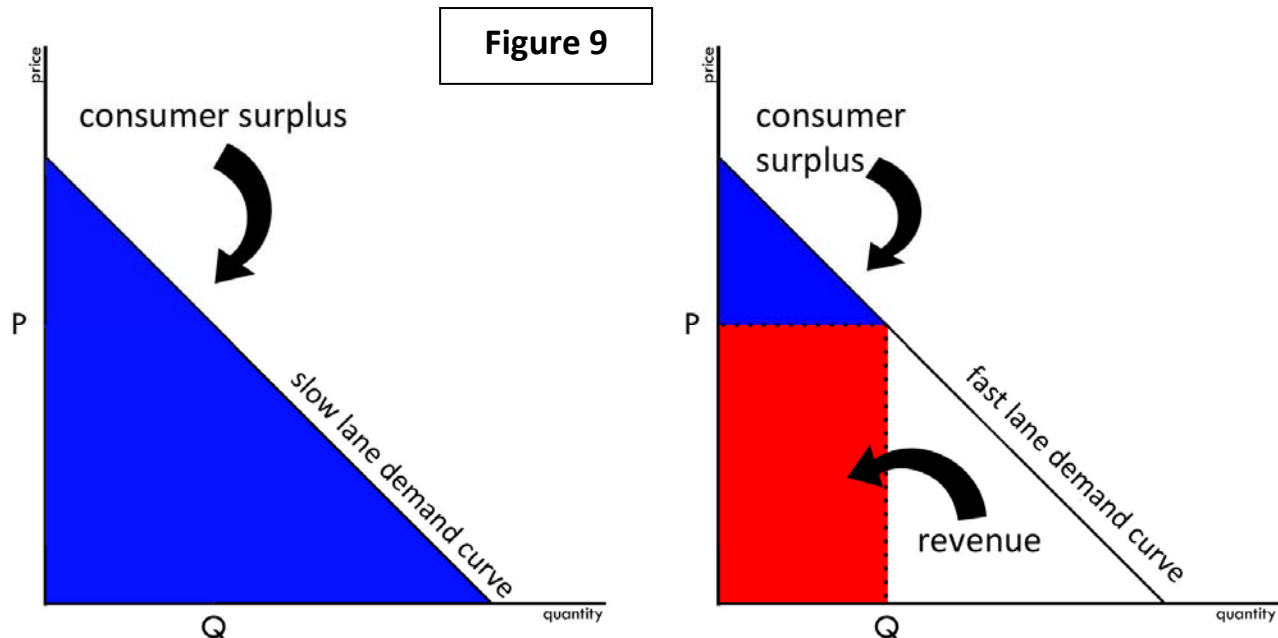 Figure 9
price
consumer surplus
P
slow lane demand curve
quantity
Q
price
consumer
surplus
P
fast lane demand curve
revenue
quantity
Q